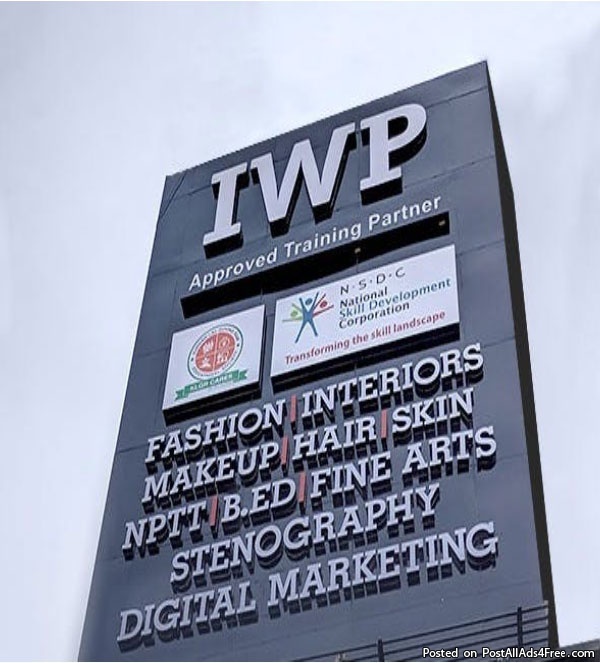 IWP
Approved Training Partner
N·S·D·C
National
Skill Development
Corporation
Transforming the skill landscape
FASHION|INTERIORS
MAKEUP|HAIR|SKIN
NPTT|B.ED|FINE ARTS
STENOGRAPHY
DIGITAL MARKETING
Posted on PostAllAds4Free.com